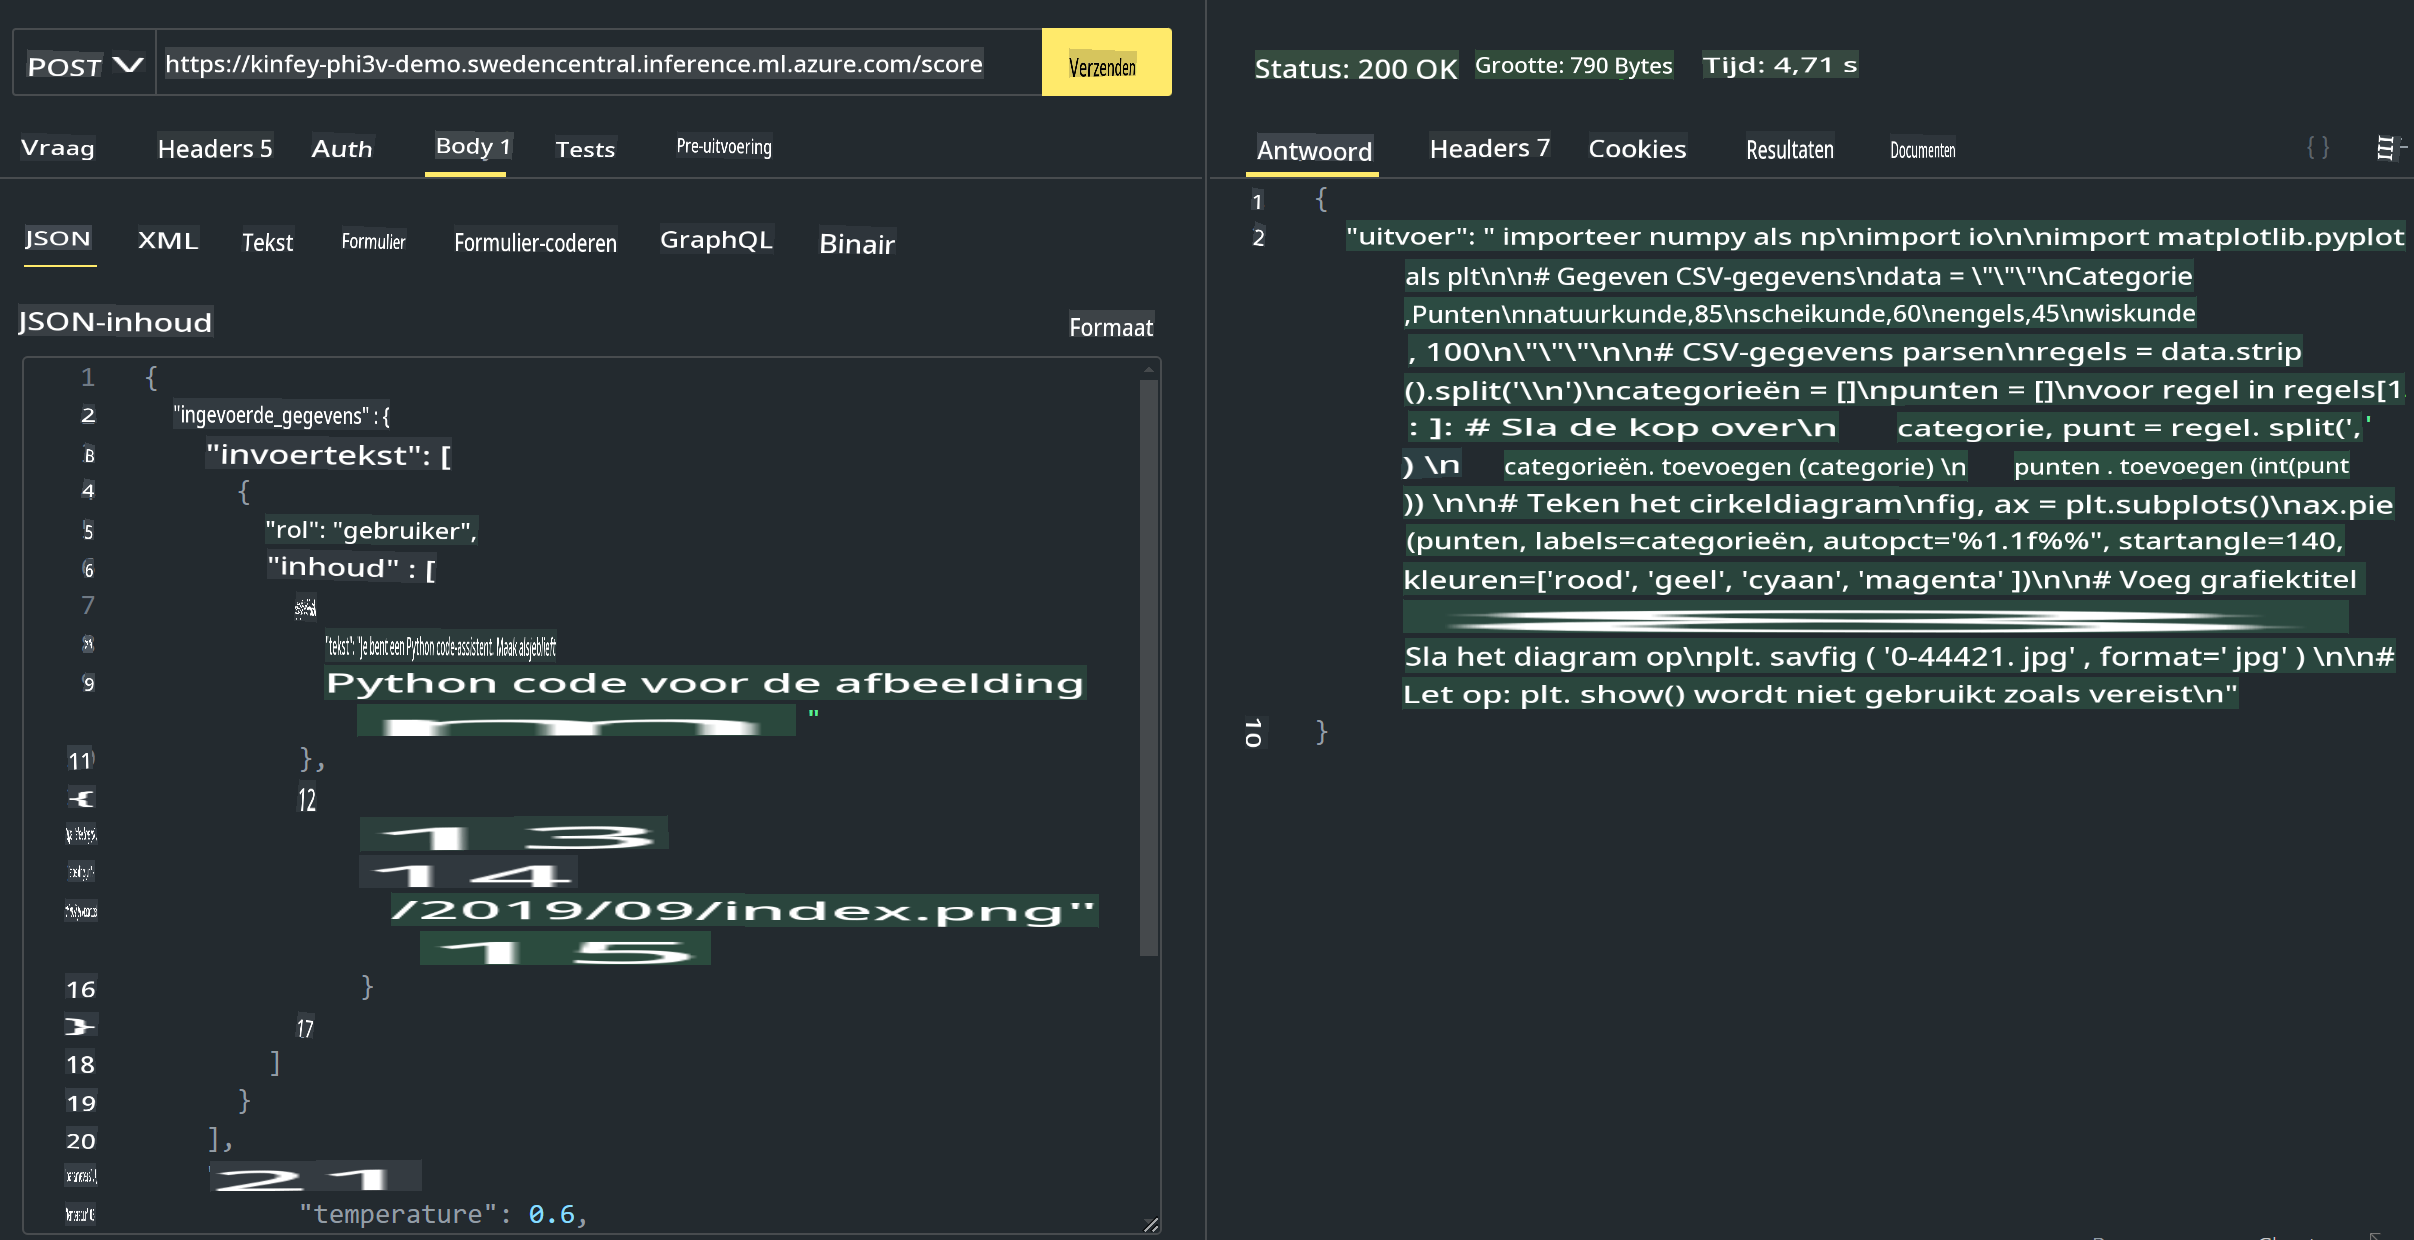 POST
https://kinfey-phi3v-demo.swedencentral.inference.ml.azure.com/score
Verzenden
Vraag Headers 5 Auth Body 1 Tests Pre-uitvoering
JSON XML Tekst Formulier Formulier-coderen GraphQL Binair
JSON-inhoud
Formaat
1 {
2 "ingevoerde_gegevens" : {
"invoertekst": [
4 {
5 "rol": "gebruiker",
6 "inhoud" : [
7
"tekst": "Je bent een Python code-assistent. Maak alsjeblieft
9 Python code voor de afbeelding
"
11 },
12
13
14
/2019/09/index.png"
15
16 }
17
18 ]
19 }
20 ],
21
"temperature": 0.6,
Status: 200 OK Grootte: 790 Bytes Tijd: 4,71 s
Antwoord Headers 7 Cookies Resultaten Documenten { }
1 {
2 "uitvoer": " importeer numpy als np\nimport io\n\nimport matplotlib.pyplot
als plt\n\n# Gegeven CSV-gegevens\ndata = \"\"\"\nCategorie
,Punten\nnatuurkunde,85\nscheikunde,60\nengels,45\nwiskunde
, 100\n\"\"\"\n\n# CSV-gegevens parsen\nregels = data.strip
().split('\\n')\ncategorieën = []\npunten = []\nvoor regel in regels[1
: ]: # Sla de kop over\n categorie, punt = regel. split(','
) \n categorieën. toevoegen (categorie) \n punten . toevoegen (int(punt
)) \n\n# Teken het cirkeldiagram\nfig, ax = plt.subplots()\nax.pie
(punten, labels=categorieën, autopct='%1.1f%%", startangle=140,
kleuren=['rood', 'geel', 'cyaan', 'magenta' ])\n\n# Voeg grafiektitel
Sla het diagram op\nplt. savfig ( '0-44421. jpg' , format=' jpg' ) \n\n#
Let op: plt. show() wordt niet gebruikt zoals vereist\n"
10 }